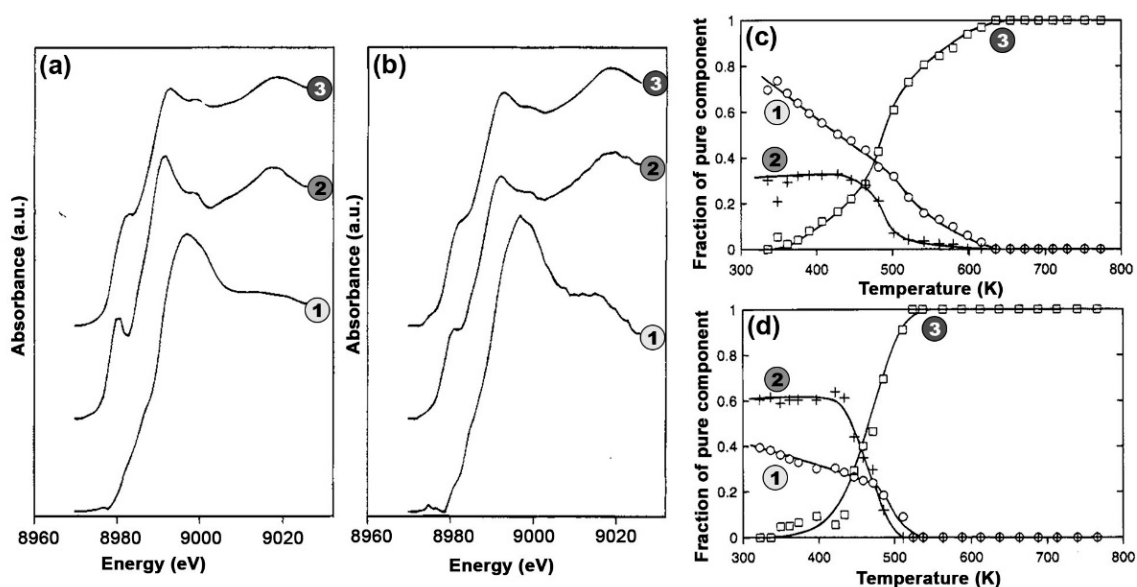 (a)
3
2
1
Absorbance (a.u.)
8960 8980 9000 9020
Energy (eV)
(b)
3
2
1
Absorbance (a.u.)
8960 8980 9000 9020
Energy (eV)
(c)
1
0.8
0.6
0.4
0.2
0
1
2
3
Fraction of pure component
300 400 500 600 700 800
Temperature (K)
(d)
1
0.8
0.6
0.4
0.2
0
3
2
1
Fraction of pure component
300 400 500 600 700 800
Temperature (K)